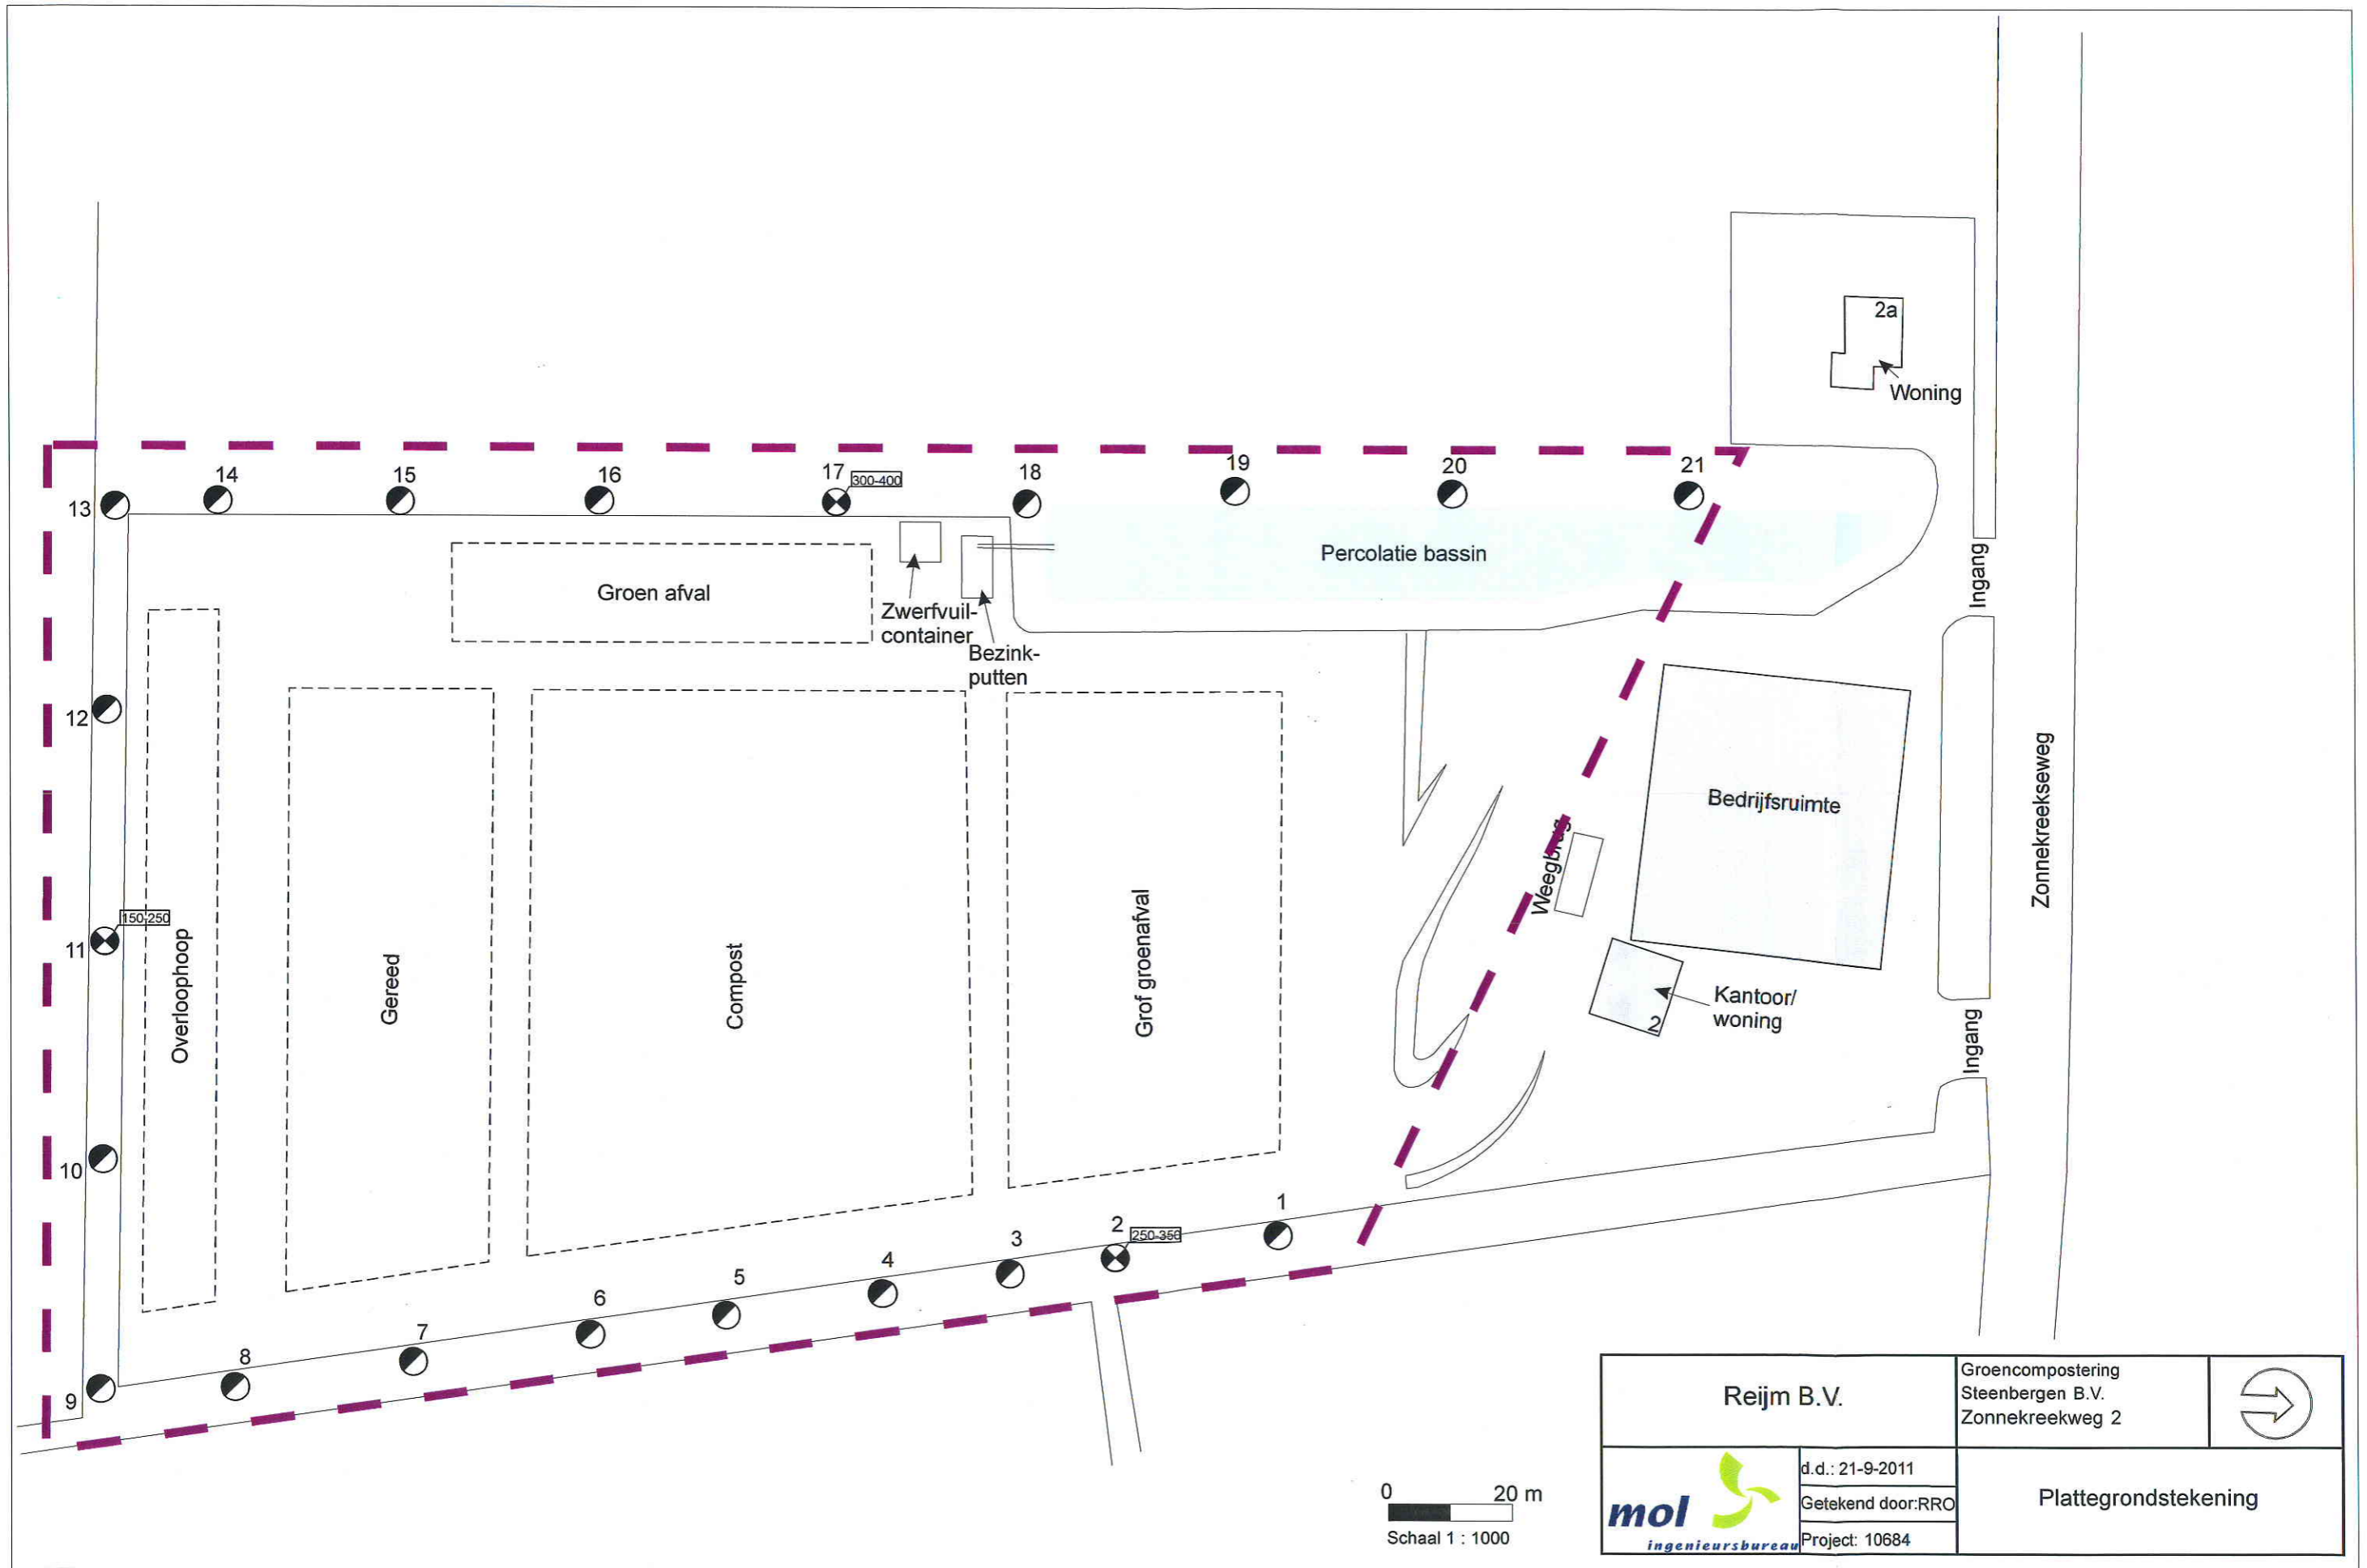 2a
Woning
14
15
16
17
300-400
18
19
20
21
13
Percolatie bassin
Ingang
Groen afval
Zwerfvuil-
container
Bezink-
putten
12
Bedrijfsruimte
Zonnekreekseweg
Weegbrug
150-250
11
Overloophoop
Gereed
Compost
Grof groenafval
Kantoor/
woning
2
Ingang
10
1
2
250-350
3
4
5
6
7
8
9
Reijm B.V.
Groencompostering
Steenbergen B.V.
Zonnekreekweg 2
mol
ingenieursbureau
d.d.: 21-9-2011
Getekend door:RRO
Project: 10684
Plattegrondstekening
0 20 m
Schaal 1 : 1000